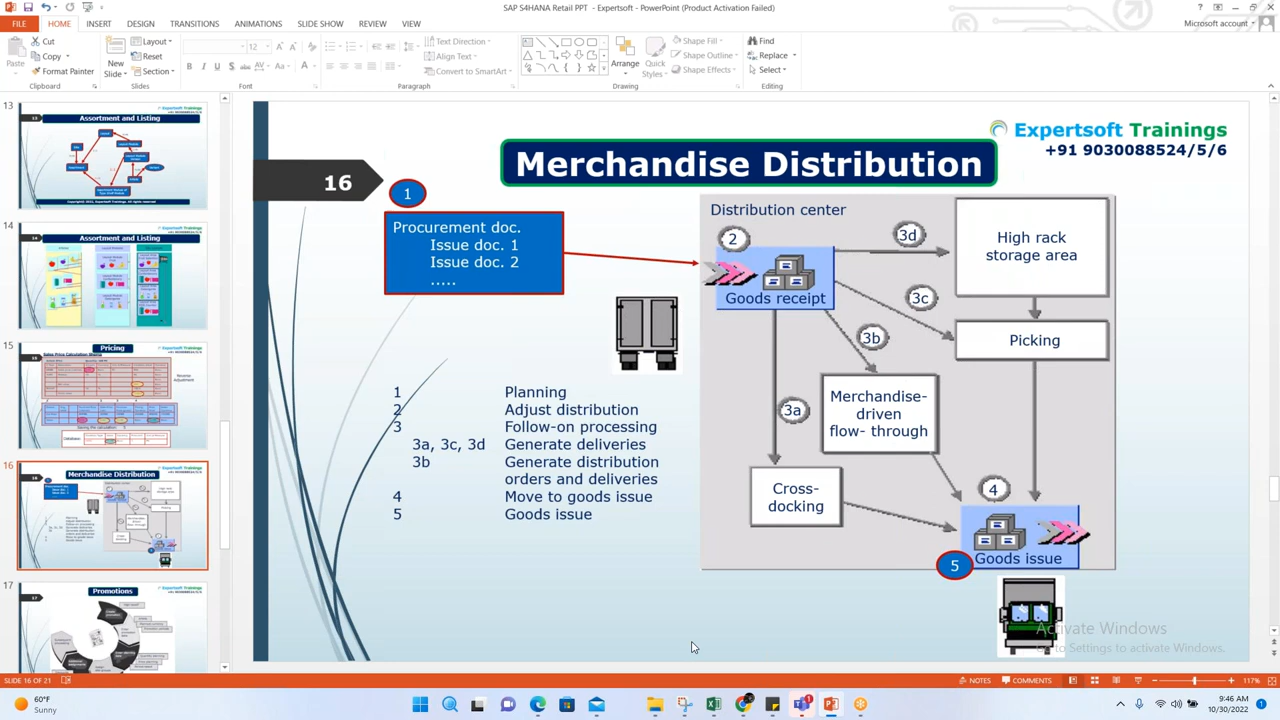 SAP S4HANA Retail PPT - Expertsoft - PowerPoint (Product Activation Failed)
FILE HOME INSERT DESIGN TRANSITIONS ANIMATIONS SLIDE SHOW REVIEW VIEW
Microsoft account
Paste
Cut
Copy
Format Painter
Clipboard
New Slide
Layout
Reset
Section
Slides
12
Font
Text Direction
Align Text
Convert to SmartArt
Paragraph
Arrange
Quick Styles
Shape Fill
Shape Outline
Shape Effects
Drawing
Find
Replace
Select
Editing
13
Assortment and Listing
14
Assortment and Listing
15
Pricing
16
Merchandise Distribution
17
Promotions
16
Merchandise Distribution
Expertsoft Trainings
+91 9030088524/5/6
1
Procurement doc.
Issue doc. 1
Issue doc. 2
.....
Distribution center
2
Goods receipt
3d
High rack
storage area
3c
Picking
3b
Merchandise-
driven
flow- through
3a
Cross-
docking
4
Goods issue
5
1 Planning
2 Adjust distribution
3 Follow – processing
3a, 3c, 3d Generate deliveries
3b Generate distribution
orders and deliveries
4 Move to goods issue
5 Goods issue
Activate Windows
Go to Settings to activate Windows.
SLIDE 16 OF 21
NOTES
COMMENTS
117%
60°F
Sunny
9:46 AM
10/30/2022